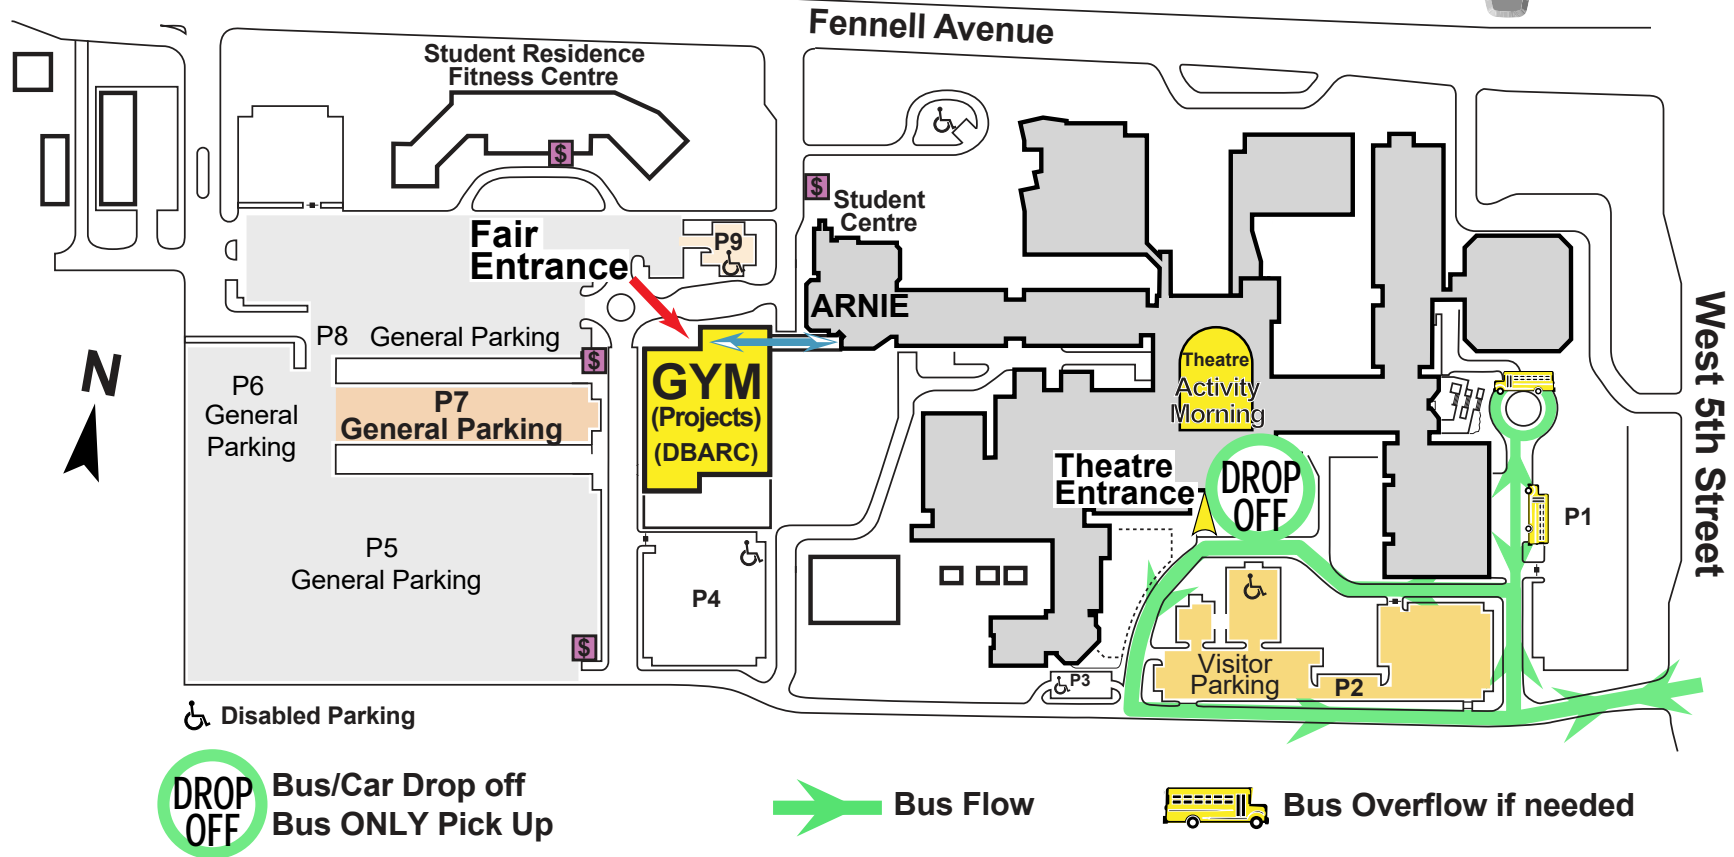 Fennell Avenue
Student Residence
Fitness Centre
$
$
Student
Centre
Fair
Entrance
P9
ARNIE
P8 General Parking
$
P6
General
Parking
P7
General Parking
GYM
(Projects)
(DBARC)
Theatre
Activity
Morning
N
West 5th Street
Theatre
Entrance
DROP
OFF
P1
P5
General Parking
P4
$
Visitor
Parking
P2
P3
Disabled Parking
DROP
OFF
Bus/Car Drop off
Bus ONLY Pick Up
Bus Flow
Bus Overflow if needed